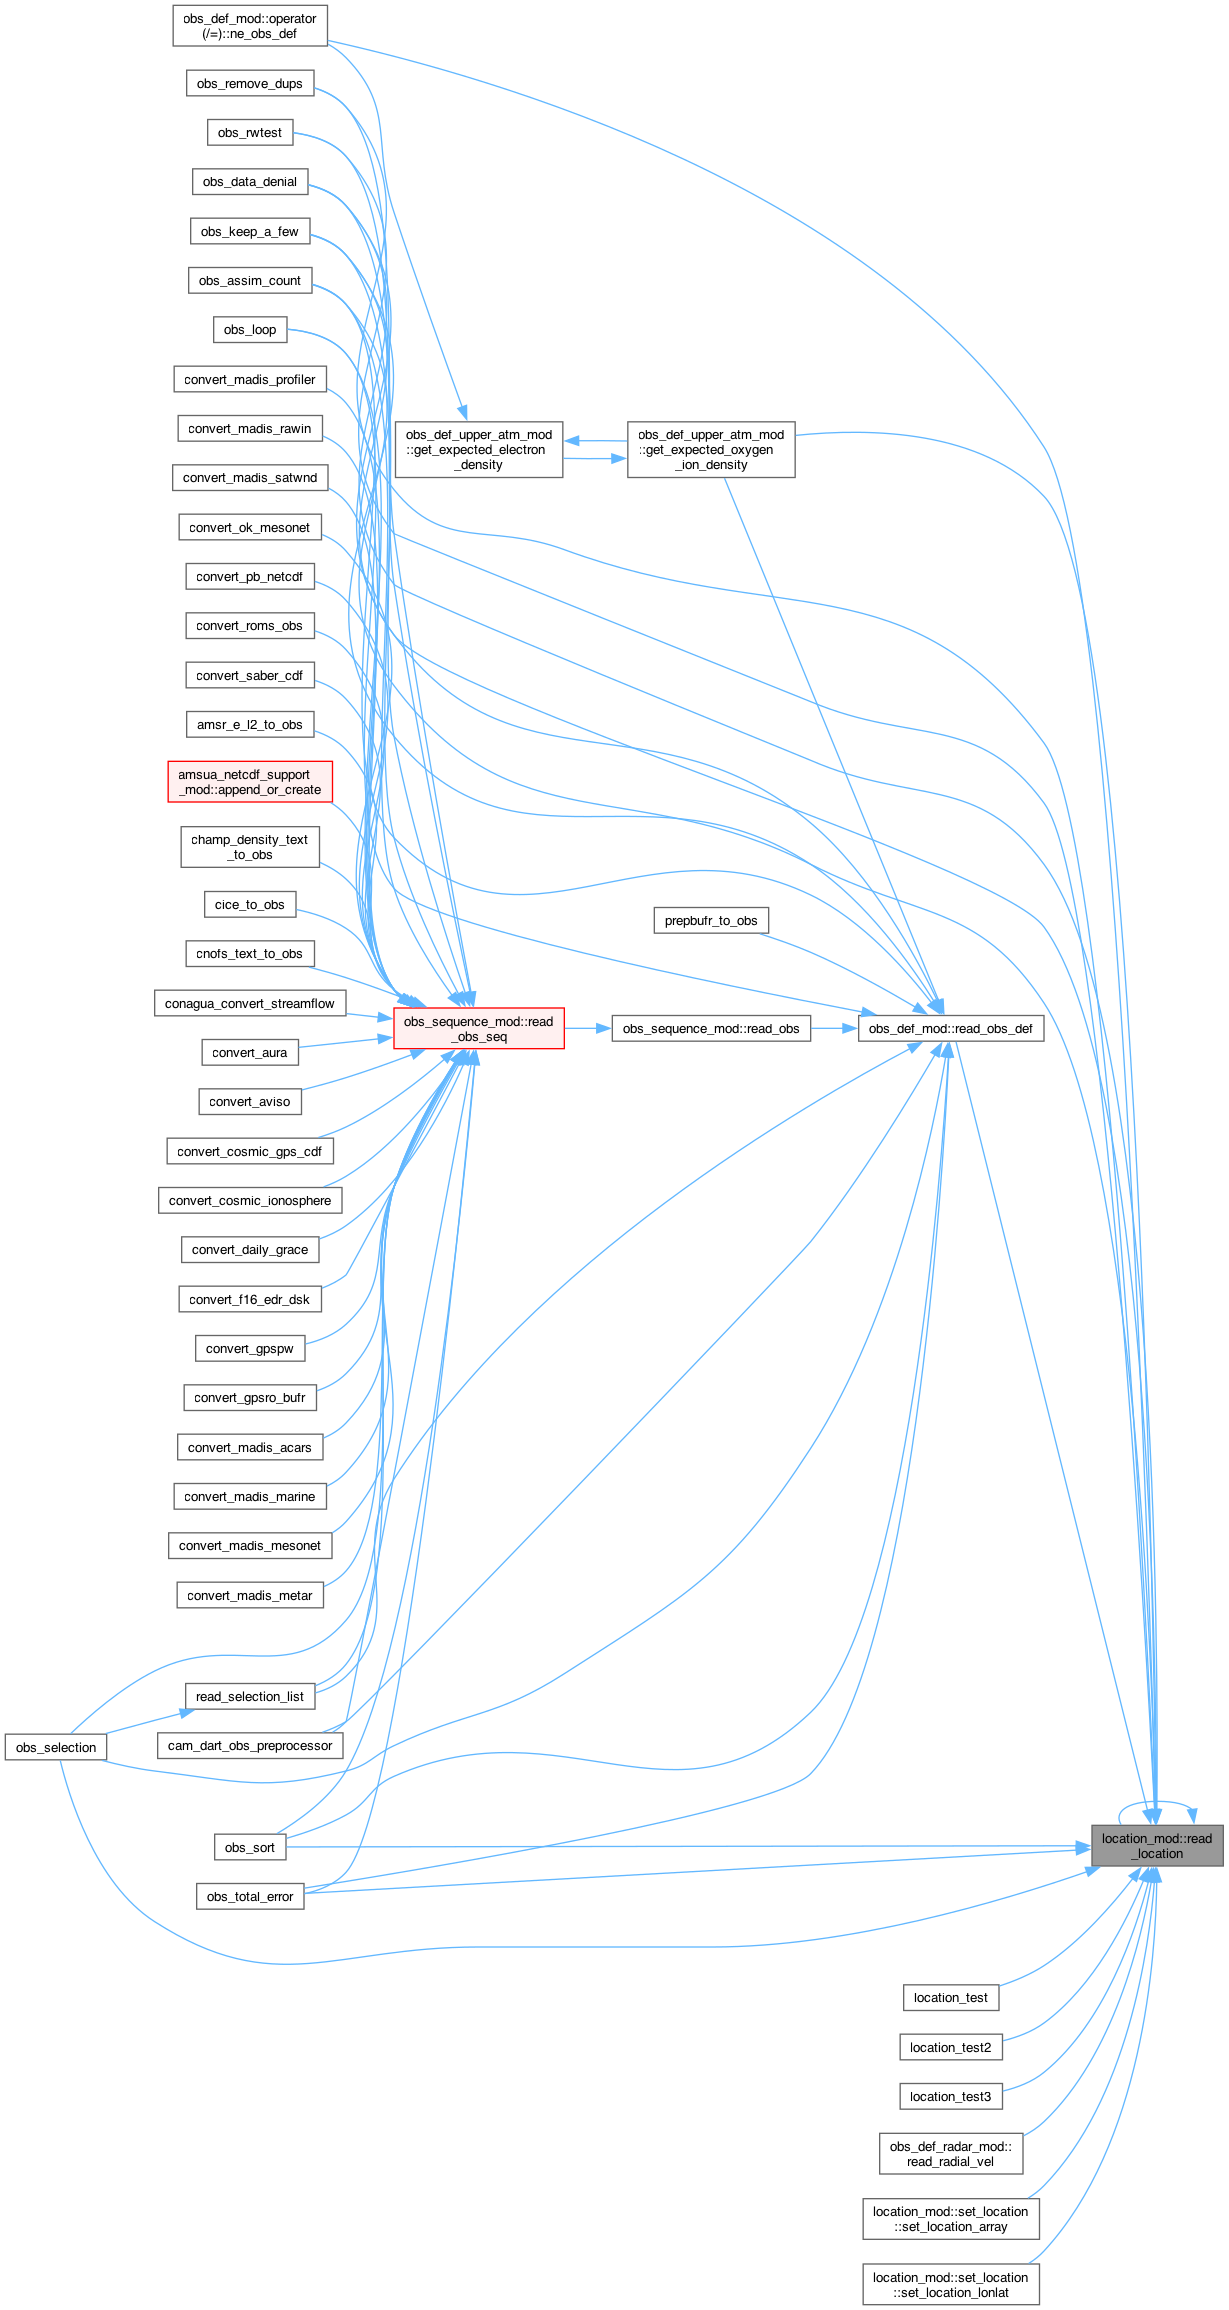 obs_def_mod::operator
(/=)::ne_obs_def
obs_remove_dups
obs_rwtest
obs_data_denial
obs_keep_a_few
obs_assim_count
obs_loop
convert_madis_profiler
convert_madis_rawin
convert_madis_satwnd
convert_ok_mesonet
convert_pb_netcdf
convert_roms_obs
convert_saber_cdf
amsr_e_l2_to_obs
amsua_netcdf_support
_mod::append_or_create
champ_density_text
_to_obs
cice_to_obs
cnofs_text_to_obs
conagua_convert_streamflow
convert_aura
convert_aviso
convert_cosmic_gps_cdf
convert_cosmic_ionosphere
convert_daily_grace
convert_f16_edr_dsk
convert_gpspw
convert_gpsro_bufr
convert_madis_acars
convert_madis_marine
convert_madis_mesonet
convert_madis_metar
read_selection_list
obs_selection
cam_dart_obs_preprocessor
obs_sort
obs_total_error
obs_def_upper_atm_mod
::get_expected_electron
_density
obs_sequence_mod::read
_obs_seq
obs_def_upper_atm_mod
::get_expected_oxygen
_ion_density
prepbufr_to_obs
obs_sequence_mod::read_obs
obs_def_mod::read_obs_def
location_mod::read
_location
location_test
location_test2
location_test3
obs_def_radar_mod::
read_radial_vel
location_mod::set_location
::set_location_array
location_mod::set_location
::set_location_lonlat